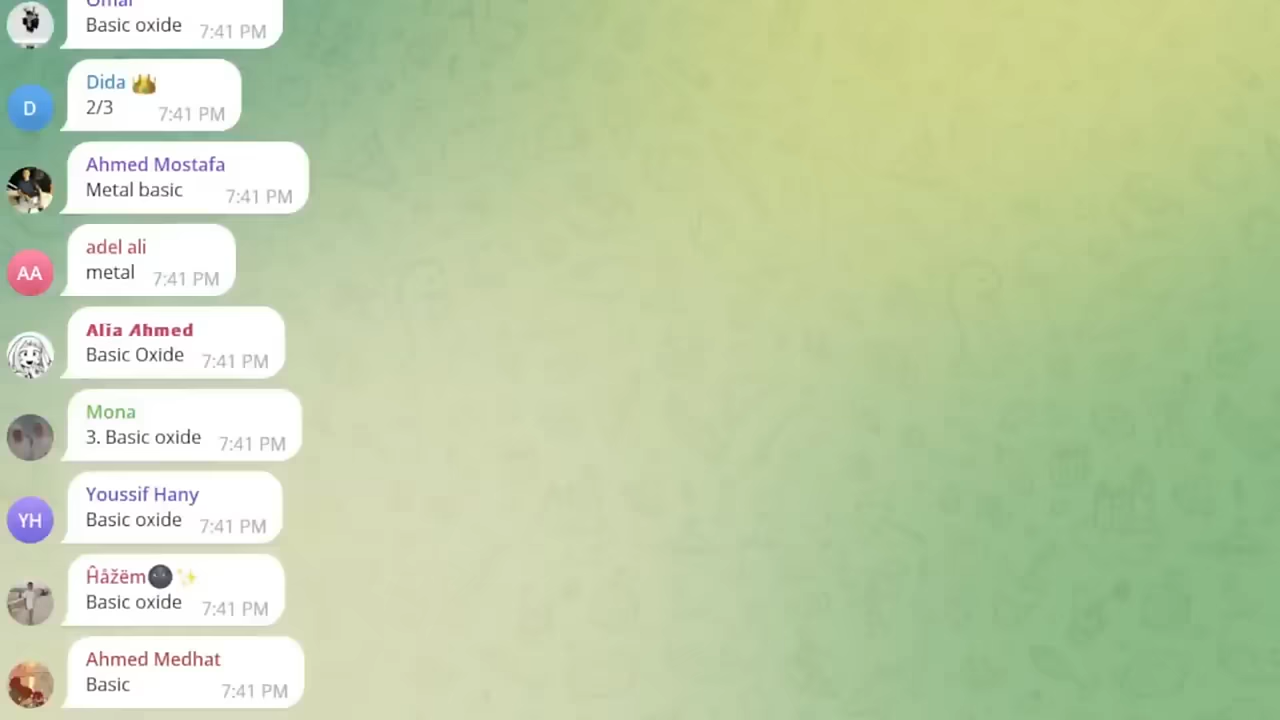 Omar
Basic oxide 7:41 PM
D
Dida
2/3 7:41 PM
Ahmed Mostafa
Metal basic 7:41 PM
AA
adel ali
metal 7:41 PM
Alia Ahmed
Basic Oxide 7:41 PM
Mona
3. Basic oxide 7:41 PM
YH
Youssif Hany
Basic oxide 7:41 PM
Ĥåžëm🌚✨
Basic oxide 7:41 PM
Ahmed Medhat
Basic 7:41 PM